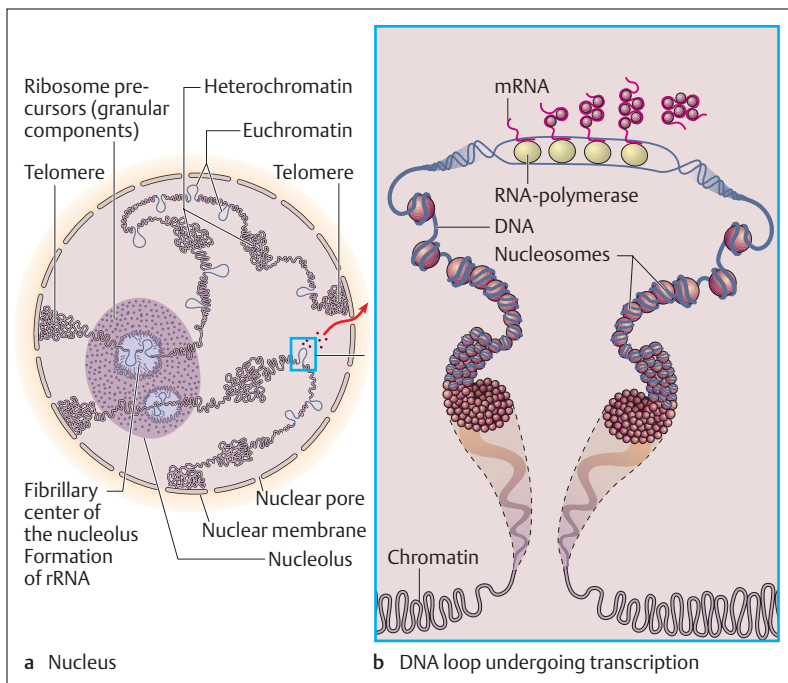 Ribosome pre-
cursors (granular
components)
Heterochromatin
Euchromatin
Telomere
Telomere
Fibrillary
center of
the nucleolus
Formation
of rRNA
Nuclear pore
Nuclear membrane
Nucleolus
a Nucleus
mRNA
RNA-polymerase
DNA
Nucleosomes
Chromatin
b DNA loop undergoing transcription